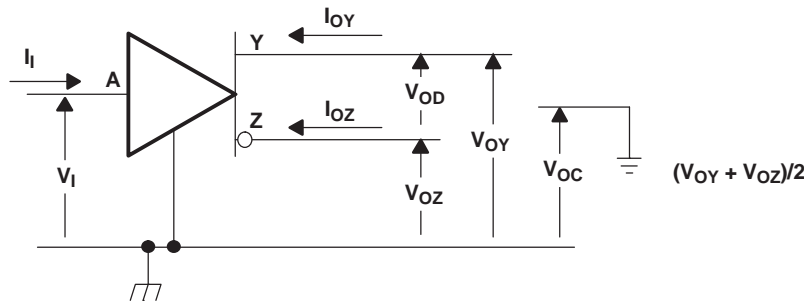 I_OY
Y
I_I
A
V_OD
Z
I_OZ
V_OY
V_I
V_OZ
V_OC
(V_OY + V_OZ)/2